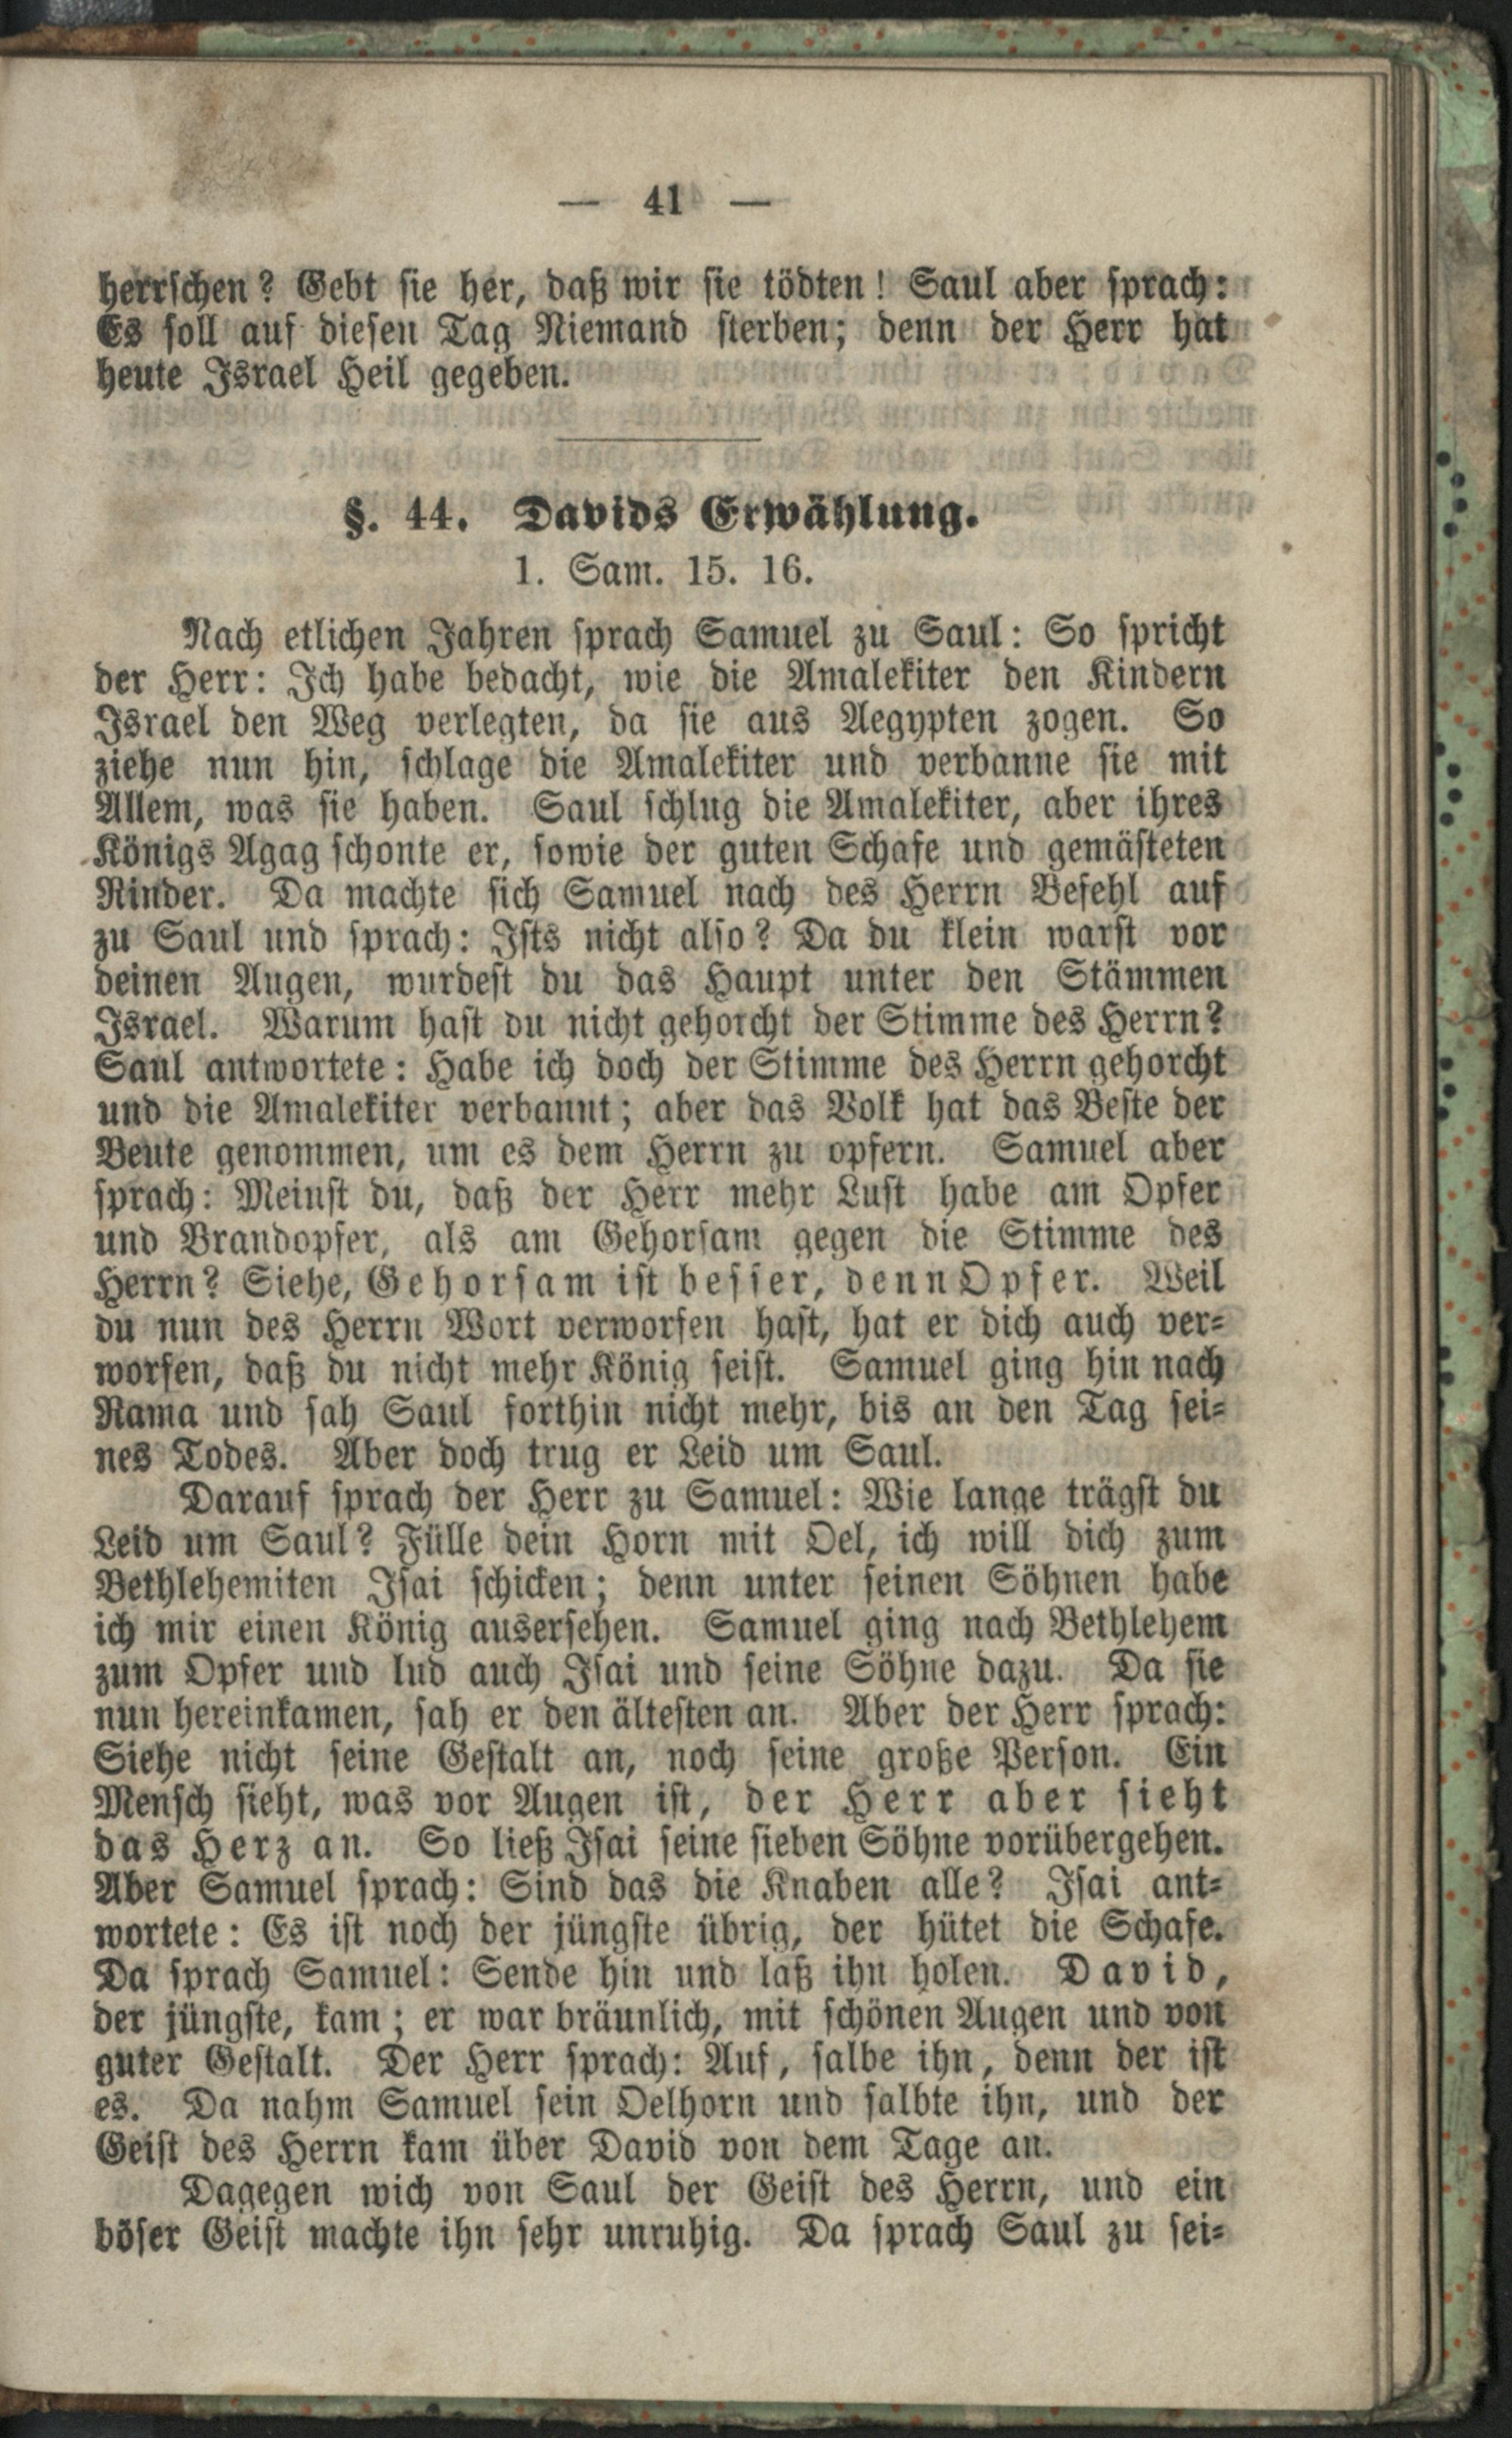 — 41 —
herrschen? Gebt sie her, daß wir sie tödten! Saul aber sprach:
Es soll auf diesen Tag Niemand sterben; denn der Herr hat
heute Israel Heil gegeben.
§. 44. Davids Erwählung.
1. Sam. 15. 16.
Nach etlichen Jahren sprach Samuel zu Saul: So spricht
der Herr: Ich habe bedacht, wie die Amalekiter den Kindern
Israel den Weg verlegten, da sie aus Aegypten zogen. So
ziehe nun hin, schlage die Amalekiter und verbanne sie mit
Allem, was sie haben. Saul schlug die Amalekiter, aber ihres
Königs Agag schonte er, sowie der guten Schafe und gemästeten
Rinder. Da machte sich Samuel nach des Herrn Befehl auf
zu Saul und sprach: Ists nicht also? Da du klein warst vor
deinen Augen, wurdest du das Haupt unter den Stämmen
Israel. Warum hast du nicht gehorcht der Stimme des Herrn?
Saul antwortete: Habe ich doch der Stimme des Herrn gehorcht
und die Amalekiter verbannt; aber das Volk hat das Beste der
Beute genommen, um es dem Herrn zu opfern. Samuel aber
sprach: Meinst du, daß der Herr mehr Lust habe am Opfer
und Brandopfer, als am Gehorsam gegen die Stimme des
Herrn? Siehe, Gehorsam ist besser, denn Opfer. Weil
du nun des Herrn Wort verworfen hast, hat er dich auch ver-
worfen, daß du nicht mehr König seist. Samuel ging hin nach
Rama und sah Saul forthin nicht mehr, bis an den Tag sei-
nes Todes. Aber doch trug er Leid um Saul.
Darauf sprach der Herr zu Samuel: Wie lange trägst du
Leid um Saul? Fülle dein Horn mit Oel, ich will dich zum
Bethlehemiten Isai schicken; denn unter seinen Söhnen habe
ich mir einen König ausersehen. Samuel ging nach Bethlehem
zum Opfer und lud auch Isai und seine Söhne dazu. Da sie
nun hereinkamen, sah er den ältesten an. Aber der Herr sprach:
Siehe nicht seine Gestalt an, noch seine große Person. Ein
Mensch sieht, was vor Augen ist, der Herr aber sieht
das Herz an. So ließ Isai seine sieben Söhne vorübergehen.
Aber Samuel sprach: Sind das die Knaben alle? Isai ant-
wortete: Es ist noch der jüngste übrig, der hütet die Schafe.
Da sprach Samuel: Sende hin und laß ihn holen. David,
der jüngste, kam; er war bräunlich, mit schönen Augen und von
guter Gestalt. Der Herr sprach: Auf, salbe ihn, denn der ist
es. Da nahm Samuel sein Oelhorn und salbte ihn, und der
Geist des Herrn kam über David von dem Tage an.
Dagegen wich von Saul der Geist des Herrn, und ein
böser Geist machte ihn sehr unruhig. Da sprach Saul zu sei-